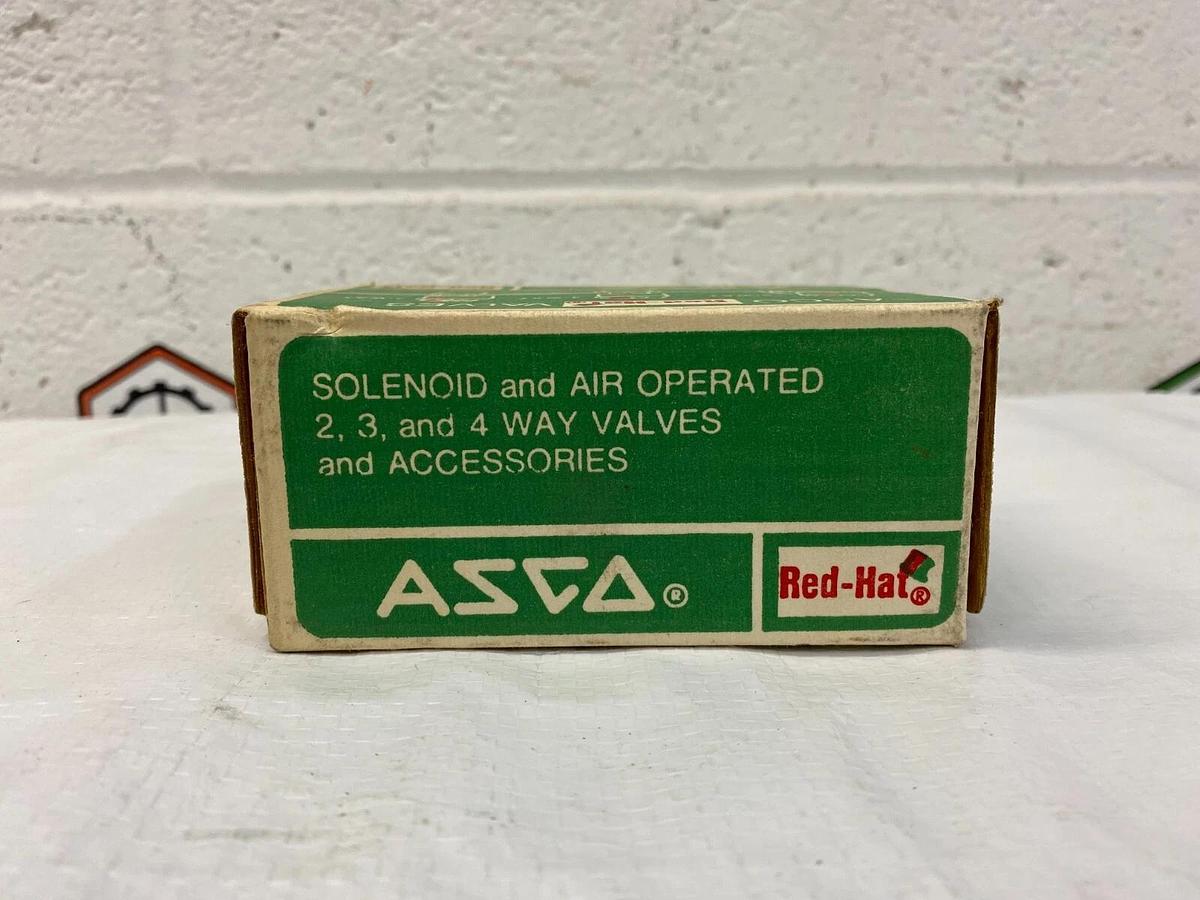 SOLENOID and AIR OPERATED
2, 3, and 4 WAY VALVES
and ACCESSORIES
ASCO®
Red-Hat®